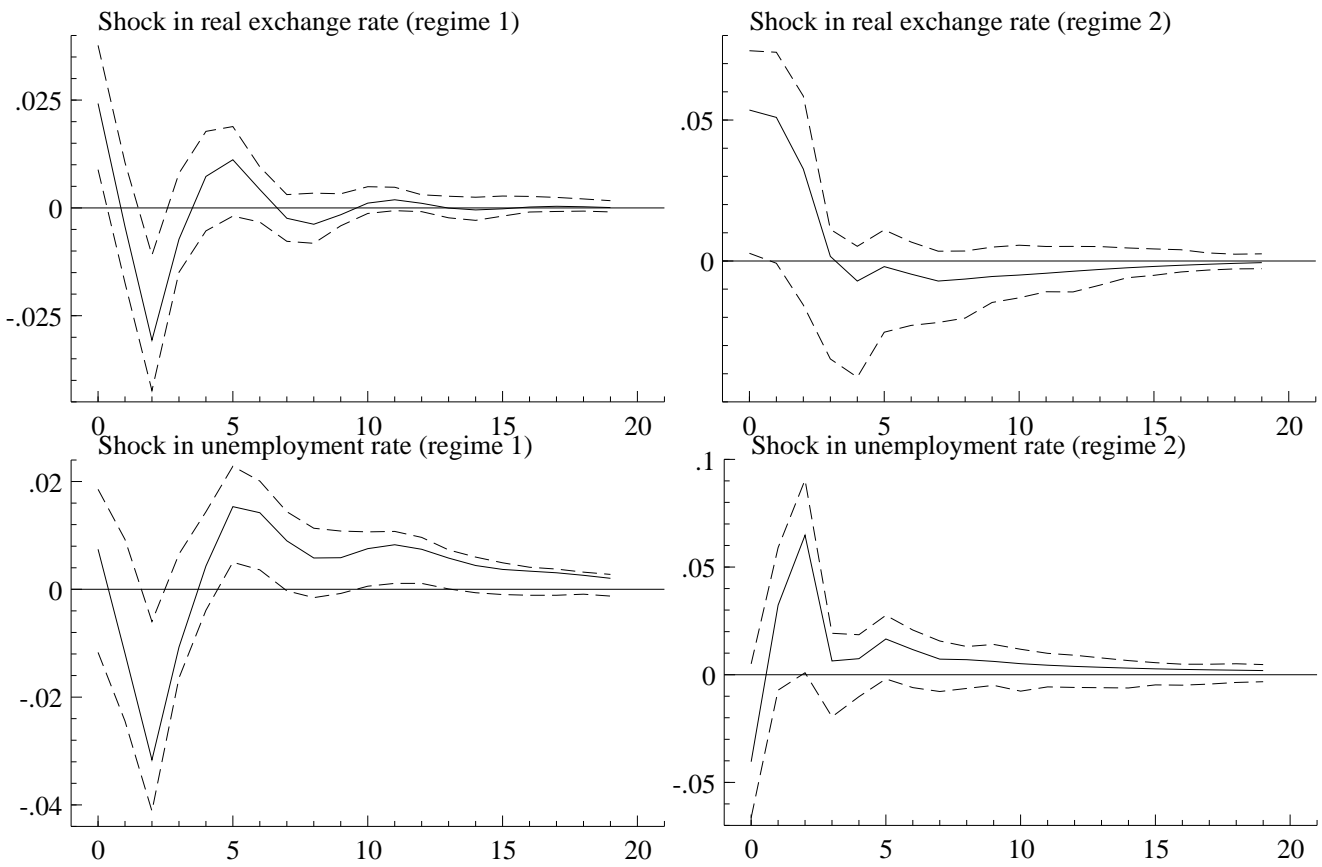 Shock in real exchange rate (regime 1)
.025
0
-.025
0 5 10 15 20
Shock in real exchange rate (regime 2)
.05
0
0 5 10 15 20
Shock in unemployment rate (regime 1)
.02
0
-.02
-.04
0 5 10 15 20
Shock in unemployment rate (regime 2)
.1
.05
0
-.05
0 5 10 15 20